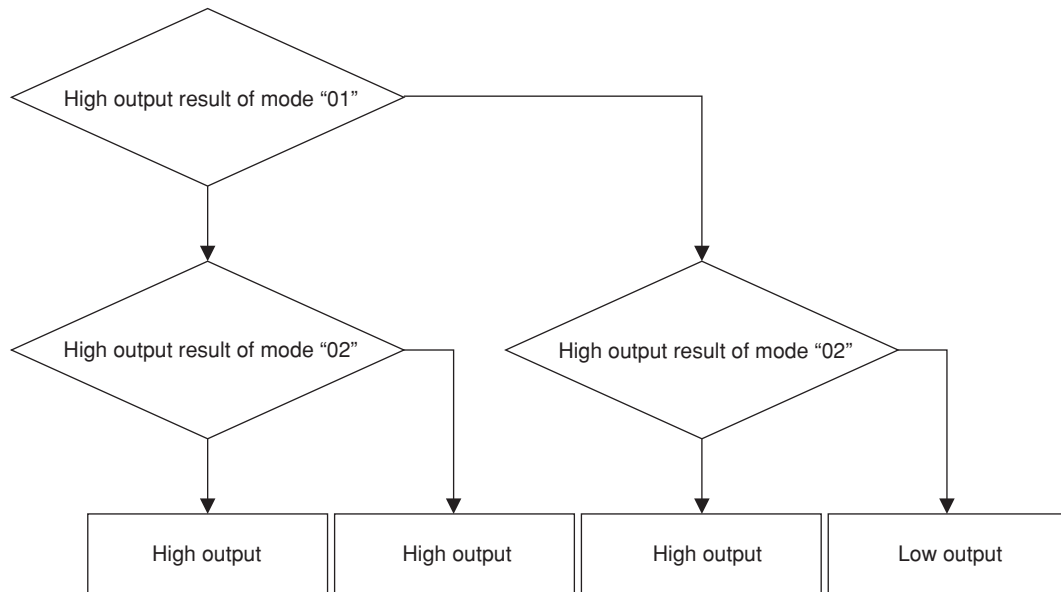 High output result of mode “01”
High output result of mode “02”
High output result of mode “02”
High output
High output
High output
Low output